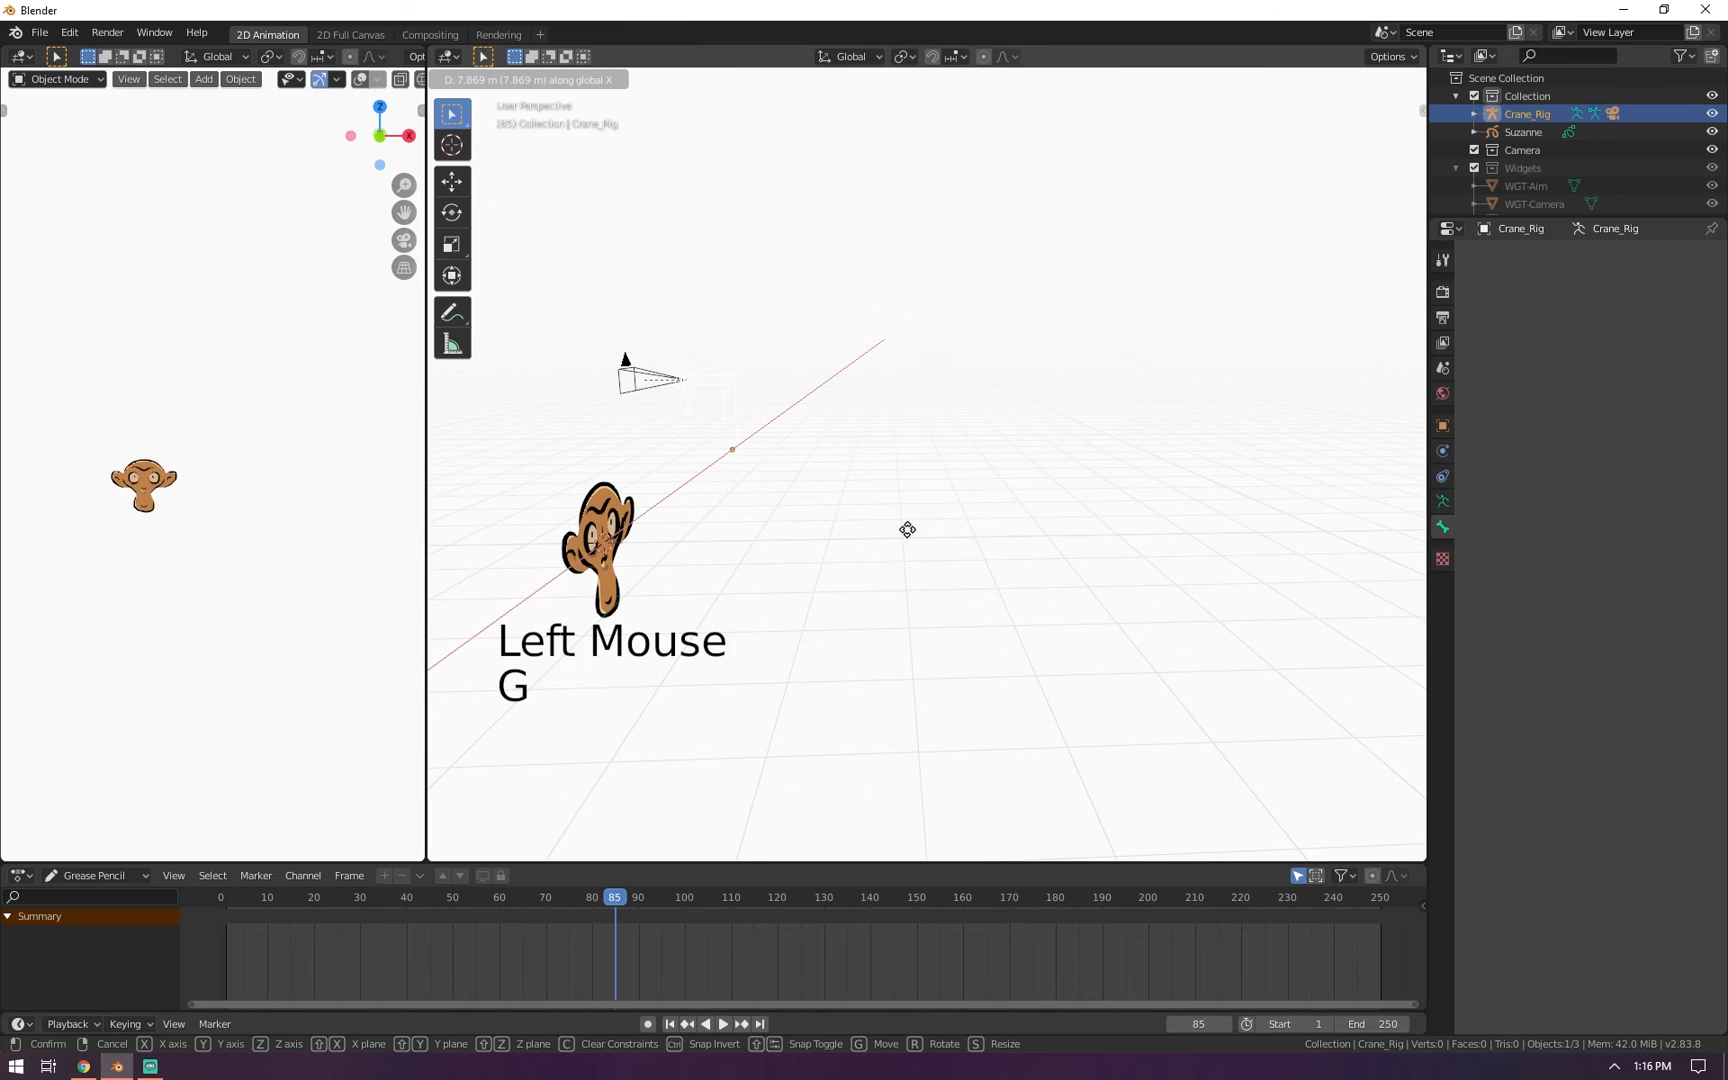 Blender
File Edit Render Window Help 2D Animation 2D Full Canvas Compositing Rendering + Scene View Layer
Global Opt Global Options
Object Mode View Select Add Object D: 7.869 m (7.869 m) along global X
Scene Collection
Collection
Crane_Rig
Suzanne
Camera
Widgets
WGT-Aim
WGT-Camera
Crane_Rig Crane_Rig
Z
X
User Perspective
(85) Collection | Crane_Rig
Left Mouse
G
Grease Pencil View Select Marker Channel Frame
0 10 20 30 40 50 60 70 80 85 90 100 110 120 130 140 150 160 170 180 190 200 210 220 230 240 250
Summary
Playback Keying View Marker 85 Start 1 End 250
Confirm Cancel X X axis Y Y axis Z Z axis X X plane Y Y plane Z Z plane C Clear Constraints Ctrl Snap Invert Snap Toggle G Move R Rotate S Resize Collection | Crane_Rig | Verts:0 | Faces:0 | Tris:0 | Objects:1/3 | Mem: 42.0 MiB | v2.83.8
1:16 PM